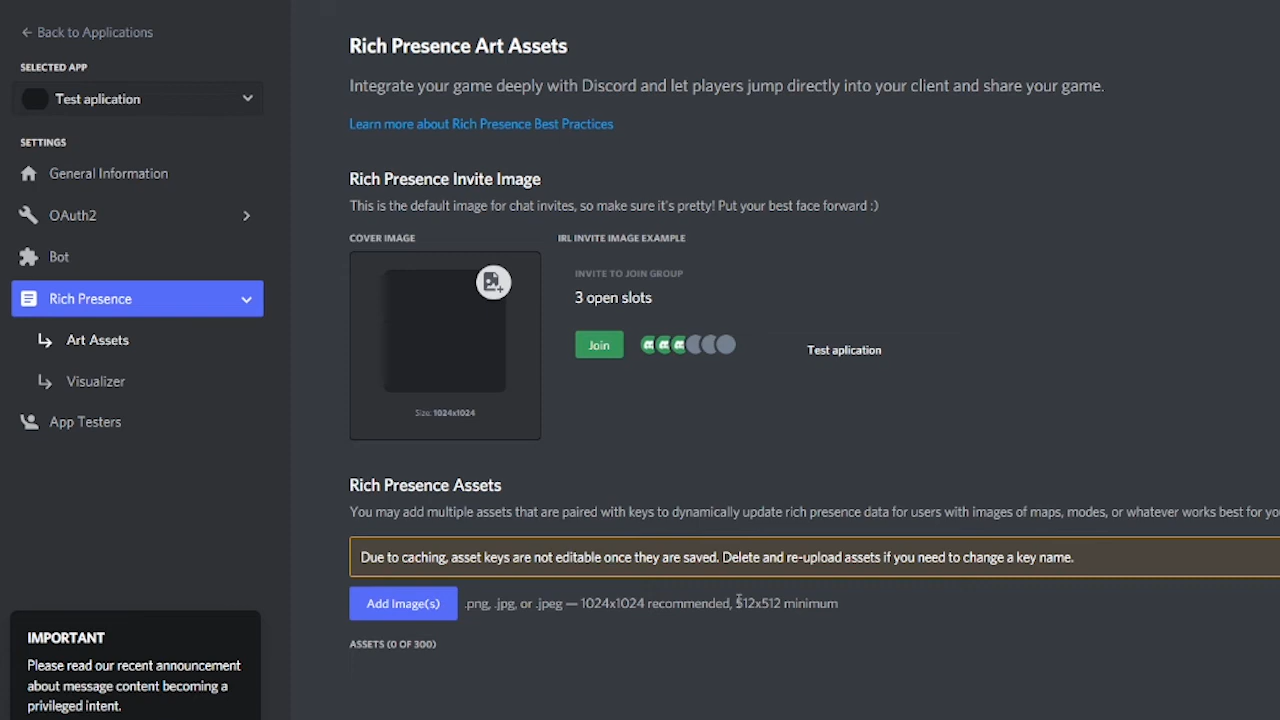 ← Back to Applications
SELECTED APP
Test aplication
SETTINGS
General Information
OAuth2
Bot
Rich Presence
Art Assets
Visualizer
App Testers
IMPORTANT
Please read our recent announcement
about message content becoming a
privileged intent.
Rich Presence Art Assets
Integrate your game deeply with Discord and let players jump directly into your client and share your game.
Learn more about Rich Presence Best Practices
Rich Presence Invite Image
This is the default image for chat invites, so make sure it's pretty! Put your best face forward :)
COVER IMAGE
IRL INVITE IMAGE EXAMPLE
Size: 1024x1024
INVITE TO JOIN GROUP
3 open slots
Join
Test aplication
Rich Presence Assets
You may add multiple assets that are paired with keys to dynamically update rich presence data for users with images of maps, modes, or whatever works best for
Due to caching, asset keys are not editable once they are saved. Delete and re-upload assets if you need to change a key name.
Add Image(s) .png, .jpg, or .jpeg — 1024x1024 recommended, 512x512 minimum
ASSETS (0 OF 300)